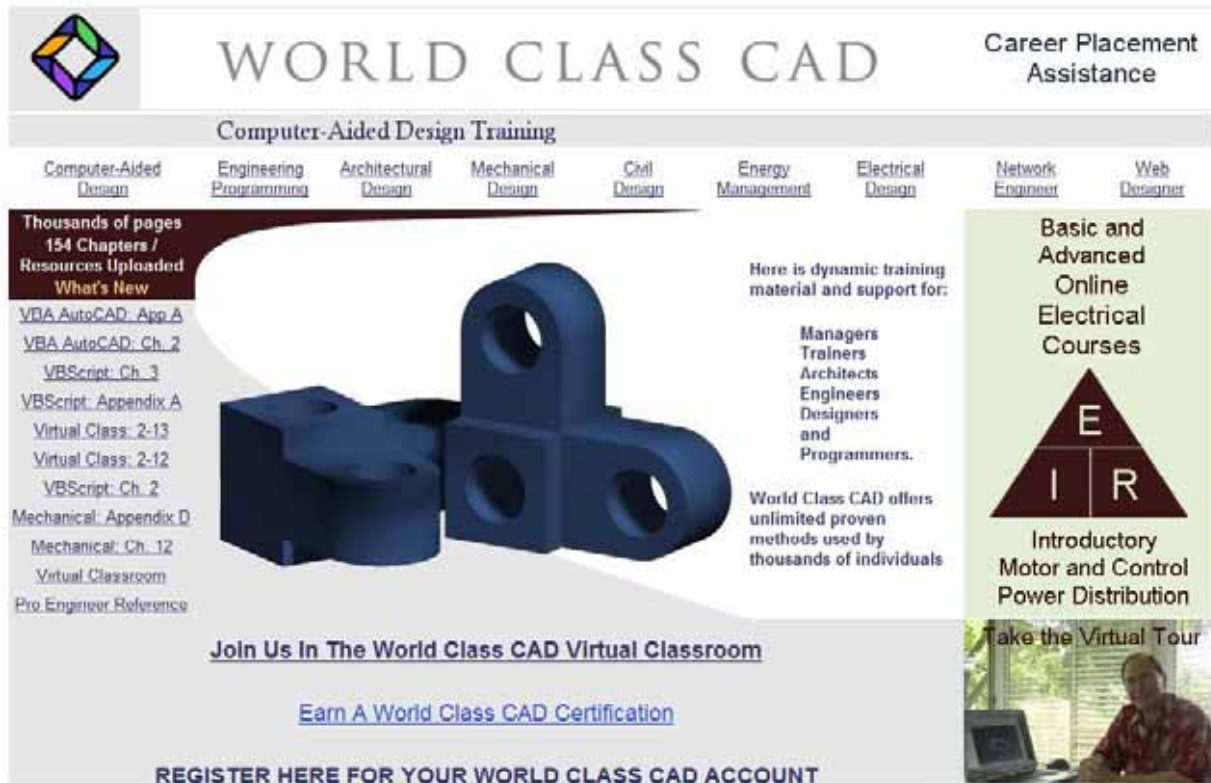 WORLD CLASS CAD
Career Placement
Assistance
Computer-Aided Design Training
Computer-Aided
Design
Engineering
Programming
Architectural
Design
Mechanical
Design
Civil
Design
Energy
Management
Electrical
Design
Network
Engineer
Web
Designer
Thousands of pages
154 Chapters /
Resources Uploaded
What's New
VBA AutoCAD: App A
VBA AutoCAD: Ch. 2
VBScript: Ch. 3
VBScript: Appendix A
Virtual Class: 2-13
Virtual Class: 2-12
VBScript: Ch. 2
Mechanical: Appendix D
Mechanical: Ch. 12
Virtual Classroom
Pro Engineer Reference
Here is dynamic training
material and support for:
Managers
Trainers
Architects
Engineers
Designers
and
Programmers.
World Class CAD offers
unlimited proven
methods used by
thousands of individuals
Basic and
Advanced
Online
Electrical
Courses
E
I R
Introductory
Motor and Control
Power Distribution
Take the Virtual Tour
Join Us In The World Class CAD Virtual Classroom
Earn A World Class CAD Certification
REGISTER HERE FOR YOUR WORLD CLASS CAD ACCOUNT